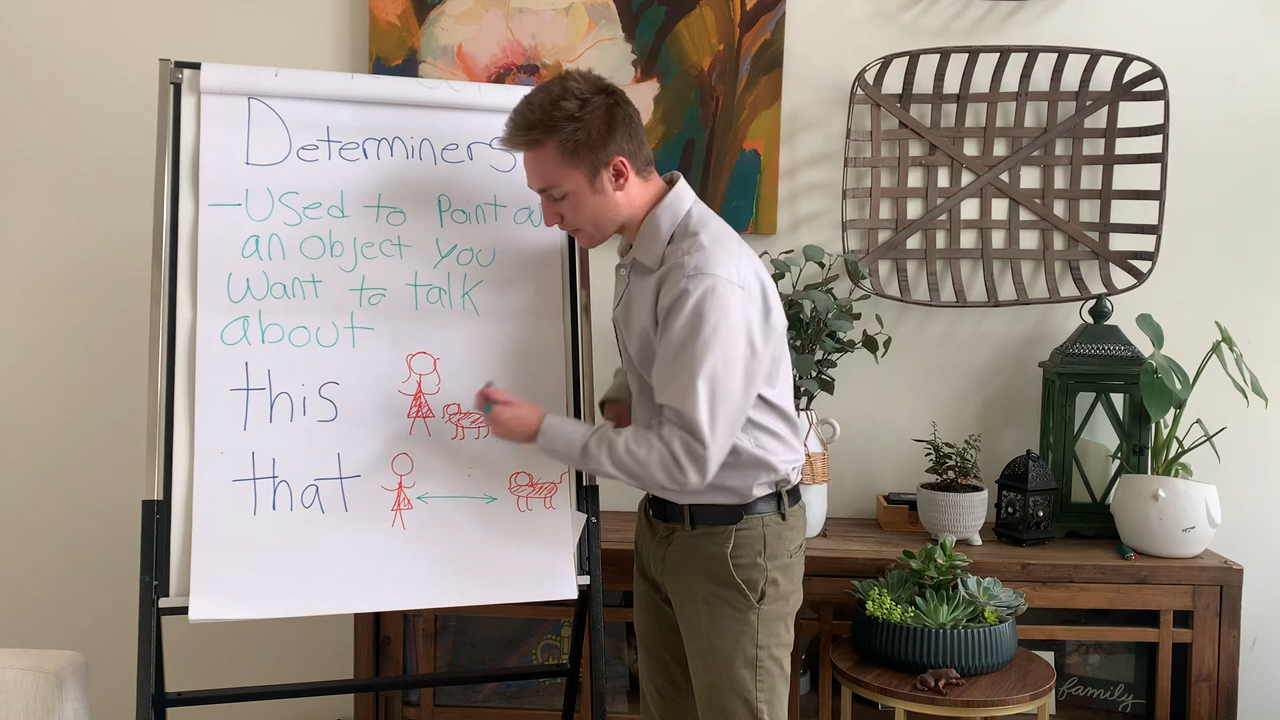 Determiners
-Used to Point
an object you
want to talk
about
this
that
family